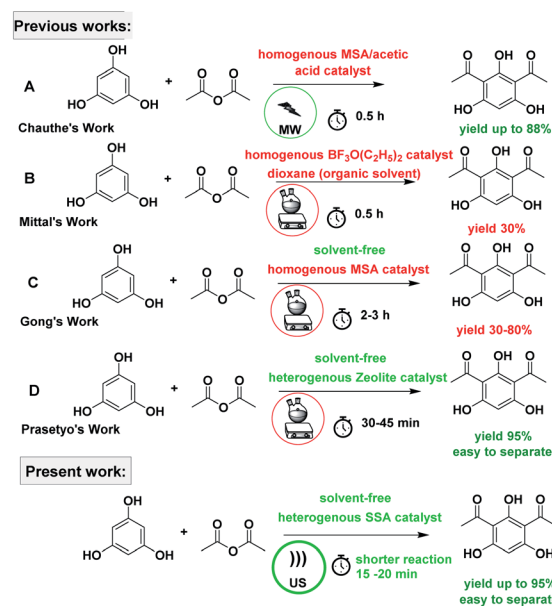 Previous works:
OH
HO
OH
+
O
O
O
A
Chauthe's Work
homogenous MSA/acetic
acid catalyst
MW
0.5 h
O
OH
O
HO
OH
yield up to 88%
OH
HO
OH
+
O
O
O
B
Mittal's Work
homogenous BF3O(C2H5)2 catalyst
dioxane (organic solvent)
0.5 h
O
OH
O
HO
OH
yield 30%
OH
HO
OH
+
O
O
O
C
Gong's Work
solvent-free
homogenous MSA catalyst
2-3 h
O
OH
O
HO
OH
yield 30-80%
OH
HO
OH
+
O
O
O
D
Prasetyo's Work
solvent-free
heterogenous Zeolite catalyst
30-45 min
O
OH
O
HO
OH
yield 95%
easy to separate
Present work:
OH
HO
OH
+
O
O
O
solvent-free
heterogenous SSA catalyst
)))
US
shorter reaction
15 -20 min
O
OH
O
HO
OH
yield up to 95%
easy to separate